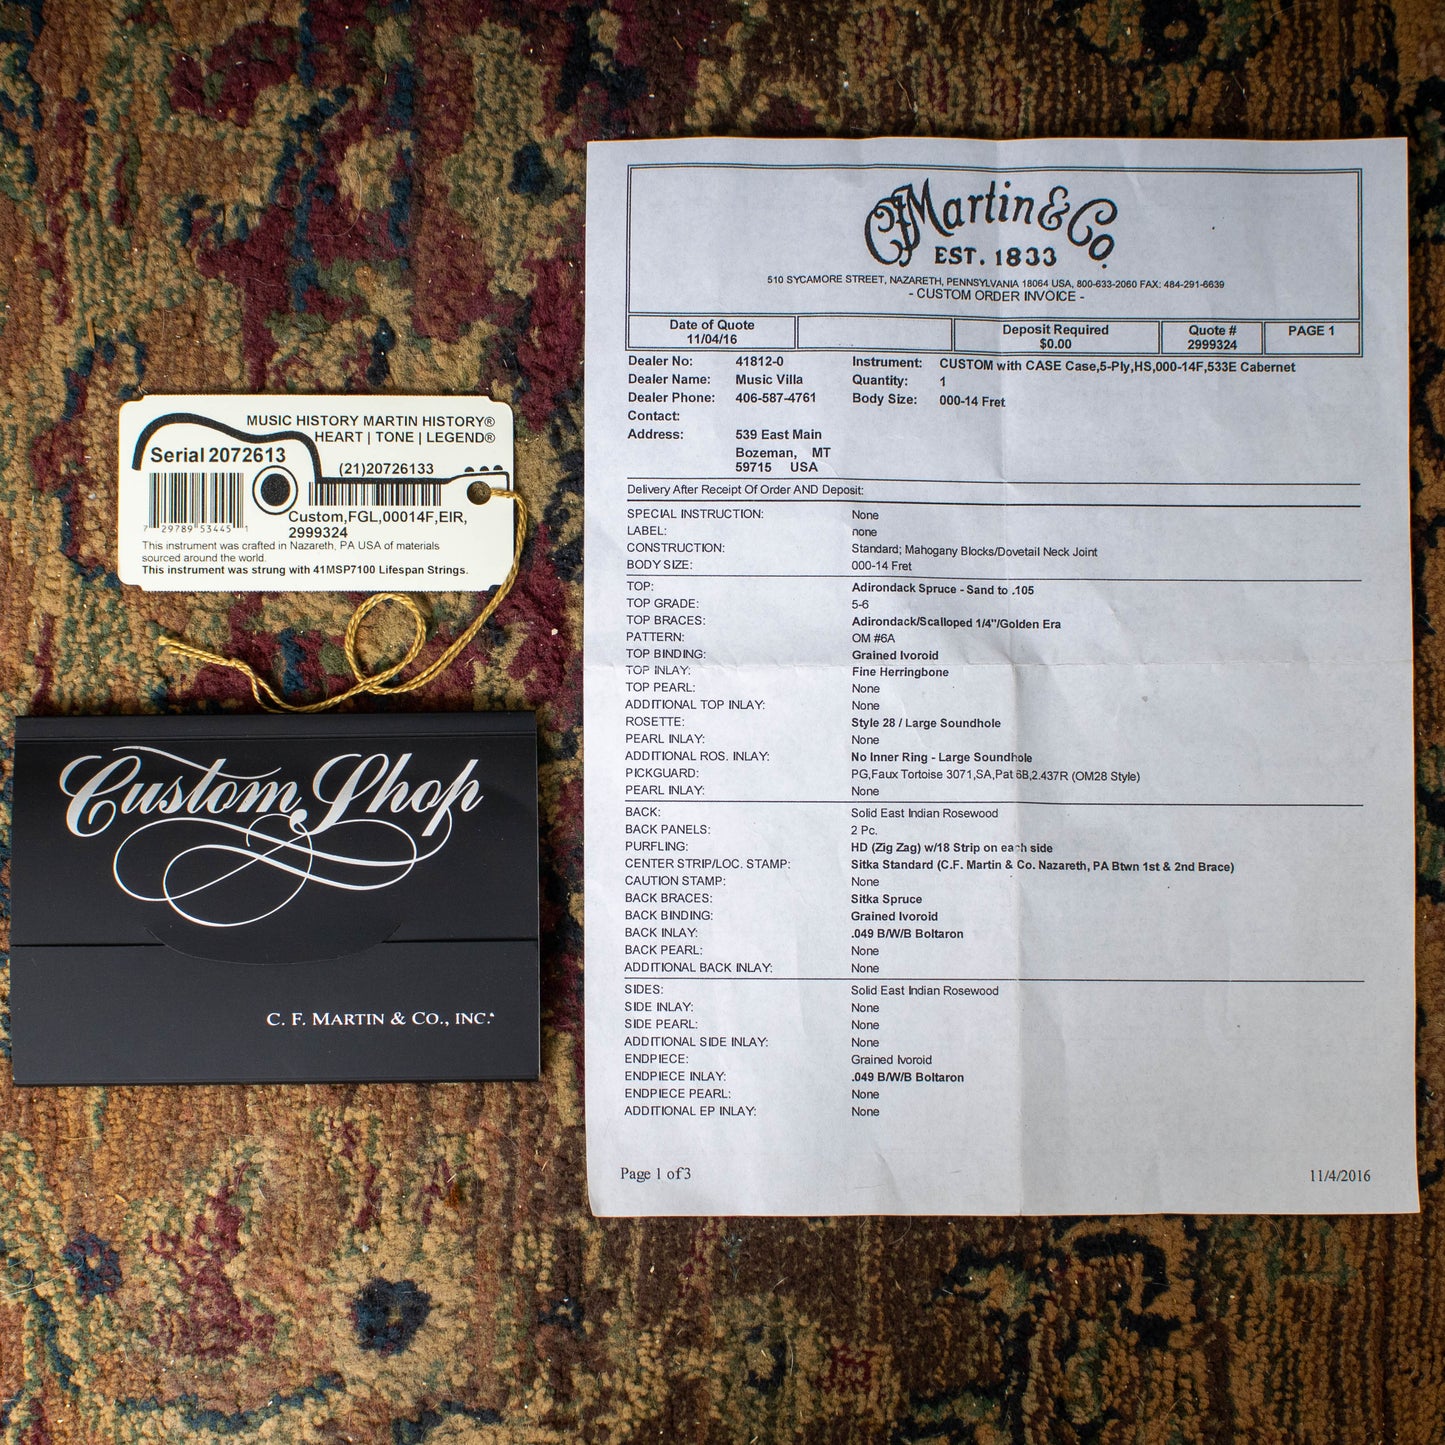 MUSIC HISTORY MARTIN HISTORY®
HEART | TONE | LEGEND®
Serial 2072613
(21)20726133
7 29789 53445 1
Custom,FGL,00014F,EIR,
2999324
This instrument was crafted in Nazareth, PA USA of materials
sourced around the world.
This instrument was strung with 41MSP7100 Lifespan Strings.
Custom Shop
C. F. MARTIN & CO., INC.
CF Martin & Co.
EST. 1833
510 SYCAMORE STREET, NAZARETH, PENNSYLVANIA 18064 USA, 800-633-2060 FAX: 484-291-6639
- CUSTOM ORDER INVOICE -
Date of Quote Deposit Required Quote # PAGE 1
11/04/16 $0.00 2999324
Dealer No: 41812-0 Instrument: CUSTOM with CASE Case,5-Ply,HS,000-14F,533E Cabernet
Dealer Name: Music Villa Quantity: 1
Dealer Phone: 406-587-4761 Body Size: 000-14 Fret
Contact:
Address: 539 East Main
Bozeman, MT
59715 USA
Delivery After Receipt Of Order AND Deposit:
SPECIAL INSTRUCTION: None
LABEL: none
CONSTRUCTION: Standard; Mahogany Blocks/Dovetail Neck Joint
BODY SIZE: 000-14 Fret
TOP: Adirondack Spruce - Sand to .105
TOP GRADE: 5-6
TOP BRACES: Adirondack/Scalloped 1/4"/Golden Era
PATTERN: OM #6A
TOP BINDING: Grained Ivoroid
TOP INLAY: Fine Herringbone
TOP PEARL: None
ADDITIONAL TOP INLAY: None
ROSETTE: Style 28 / Large Soundhole
PEARL INLAY: None
ADDITIONAL ROS. INLAY: No Inner Ring - Large Soundhole
PICKGUARD: PG,Faux Tortoise 3071,SA,Pat 6B,2.437R (OM28 Style)
PEARL INLAY: None
BACK: Solid East Indian Rosewood
BACK PANELS: 2 Pc.
PURFLING: HD (Zig Zag) w/18 Strip on each side
CENTER STRIP/LOC. STAMP: Sitka Standard (C.F. Martin & Co. Nazareth, PA Btwn 1st & 2nd Brace)
CAUTION STAMP: None
BACK BRACES: Sitka Spruce
BACK BINDING: Grained Ivoroid
BACK INLAY: .049 B/W/B Boltaron
BACK PEARL: None
ADDITIONAL BACK INLAY: None
SIDES: Solid East Indian Rosewood
SIDE INLAY: None
SIDE PEARL: None
ADDITIONAL SIDE INLAY: None
ENDPIECE: Grained Ivoroid
ENDPIECE INLAY: .049 B/W/B Boltaron
ENDPIECE PEARL: None
ADDITIONAL EP INLAY: None
Page 1 of 3 11/4/2016